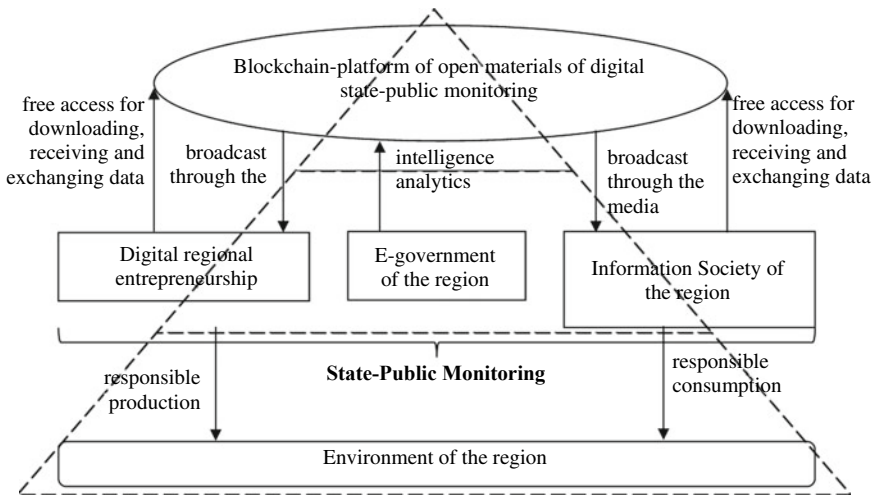 Blockchain-platform of open materials of digital
state-public monitoring
free access for
downloading,
receiving and
exchanging data
broadcast
through the
intelligence
analytics
broadcast
through the
media
free access for
downloading,
receiving and
exchanging data
Digital regional
entrepreneurship
E-government
of the region
Information Society of
the region
State-Public Monitoring
responsible
production
responsible
consumption
Environment of the region